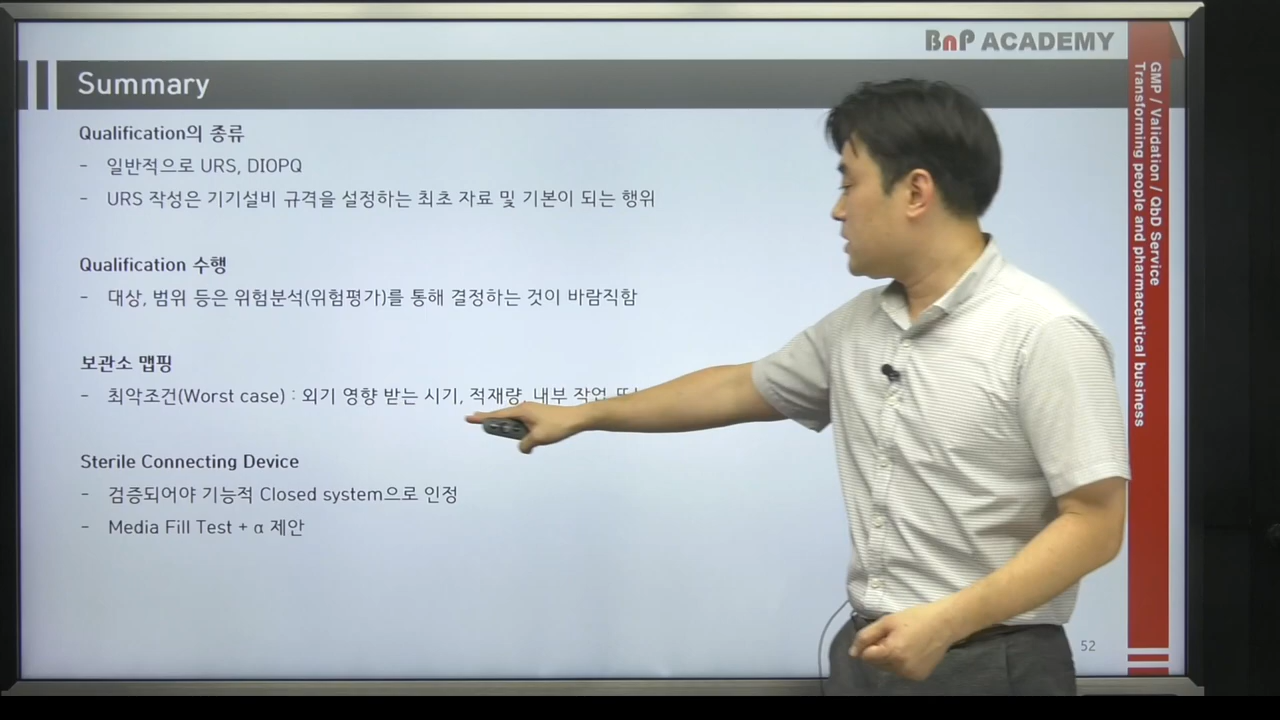 BnP ACADEMY
Summary
Qualification의 종류
- 일반적으로 URS, DIOPQ
- URS 작성은 기기설비 규격을 설정하는 최초 자료 및 기본이 되는 행위
Qualification 수행
- 대상, 범위 등은 위험분석(위험평가)를 통해 결정하는 것이 바람직함
보관소 맵핑
- 최악조건(Worst case) : 외기 영향 받는 시기, 적재량, 내부 작업
Sterile Connecting Device
- 검증되어야 기능적 Closed system으로 인정
- Media Fill Test + α 제안
GMP / Validation / QbD Service
Transforming people and pharmaceutical business
52